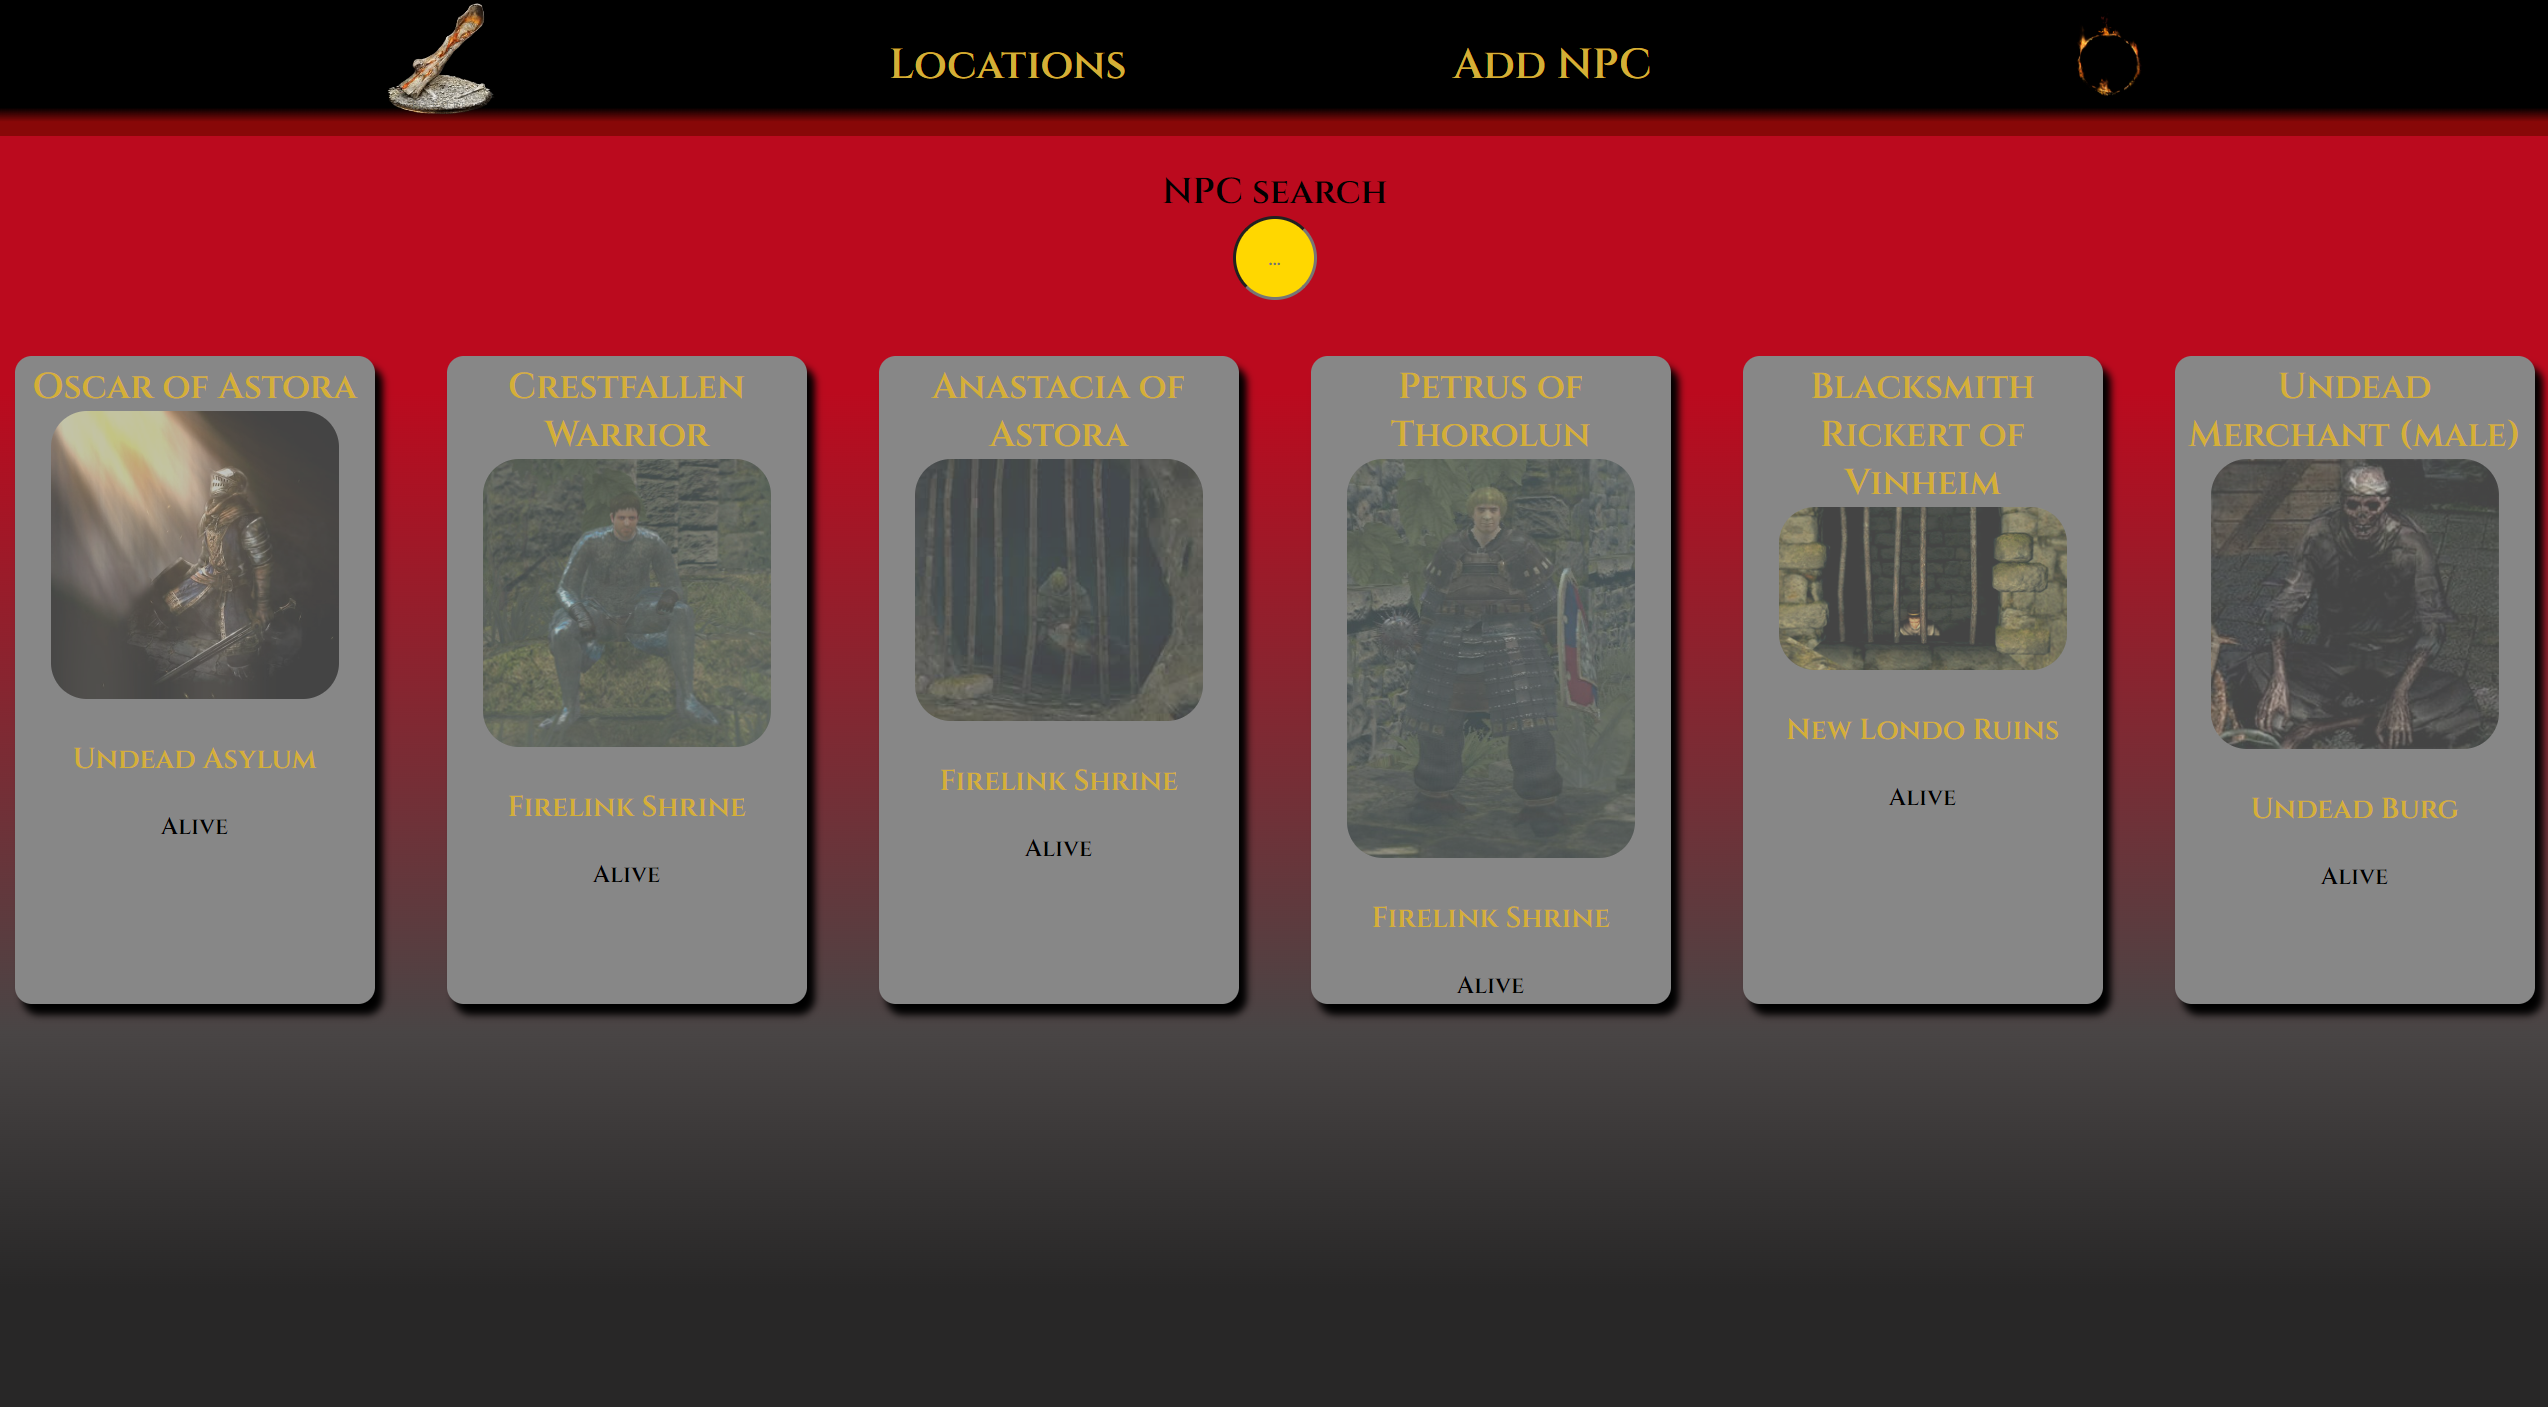 Locations
Add NPC
NPC search
...
Oscar of Astora
Undead Asylum
Alive
Crestfallen
Warrior
Firelink Shrine
Alive
Anastacia of
Astora
Firelink Shrine
Alive
Petrus of
Thorolun
Firelink Shrine
Alive
Blacksmith
Rickert of
Vinheim
New Londo Ruins
Alive
Undead
Merchant (male)
Undead Burg
Alive